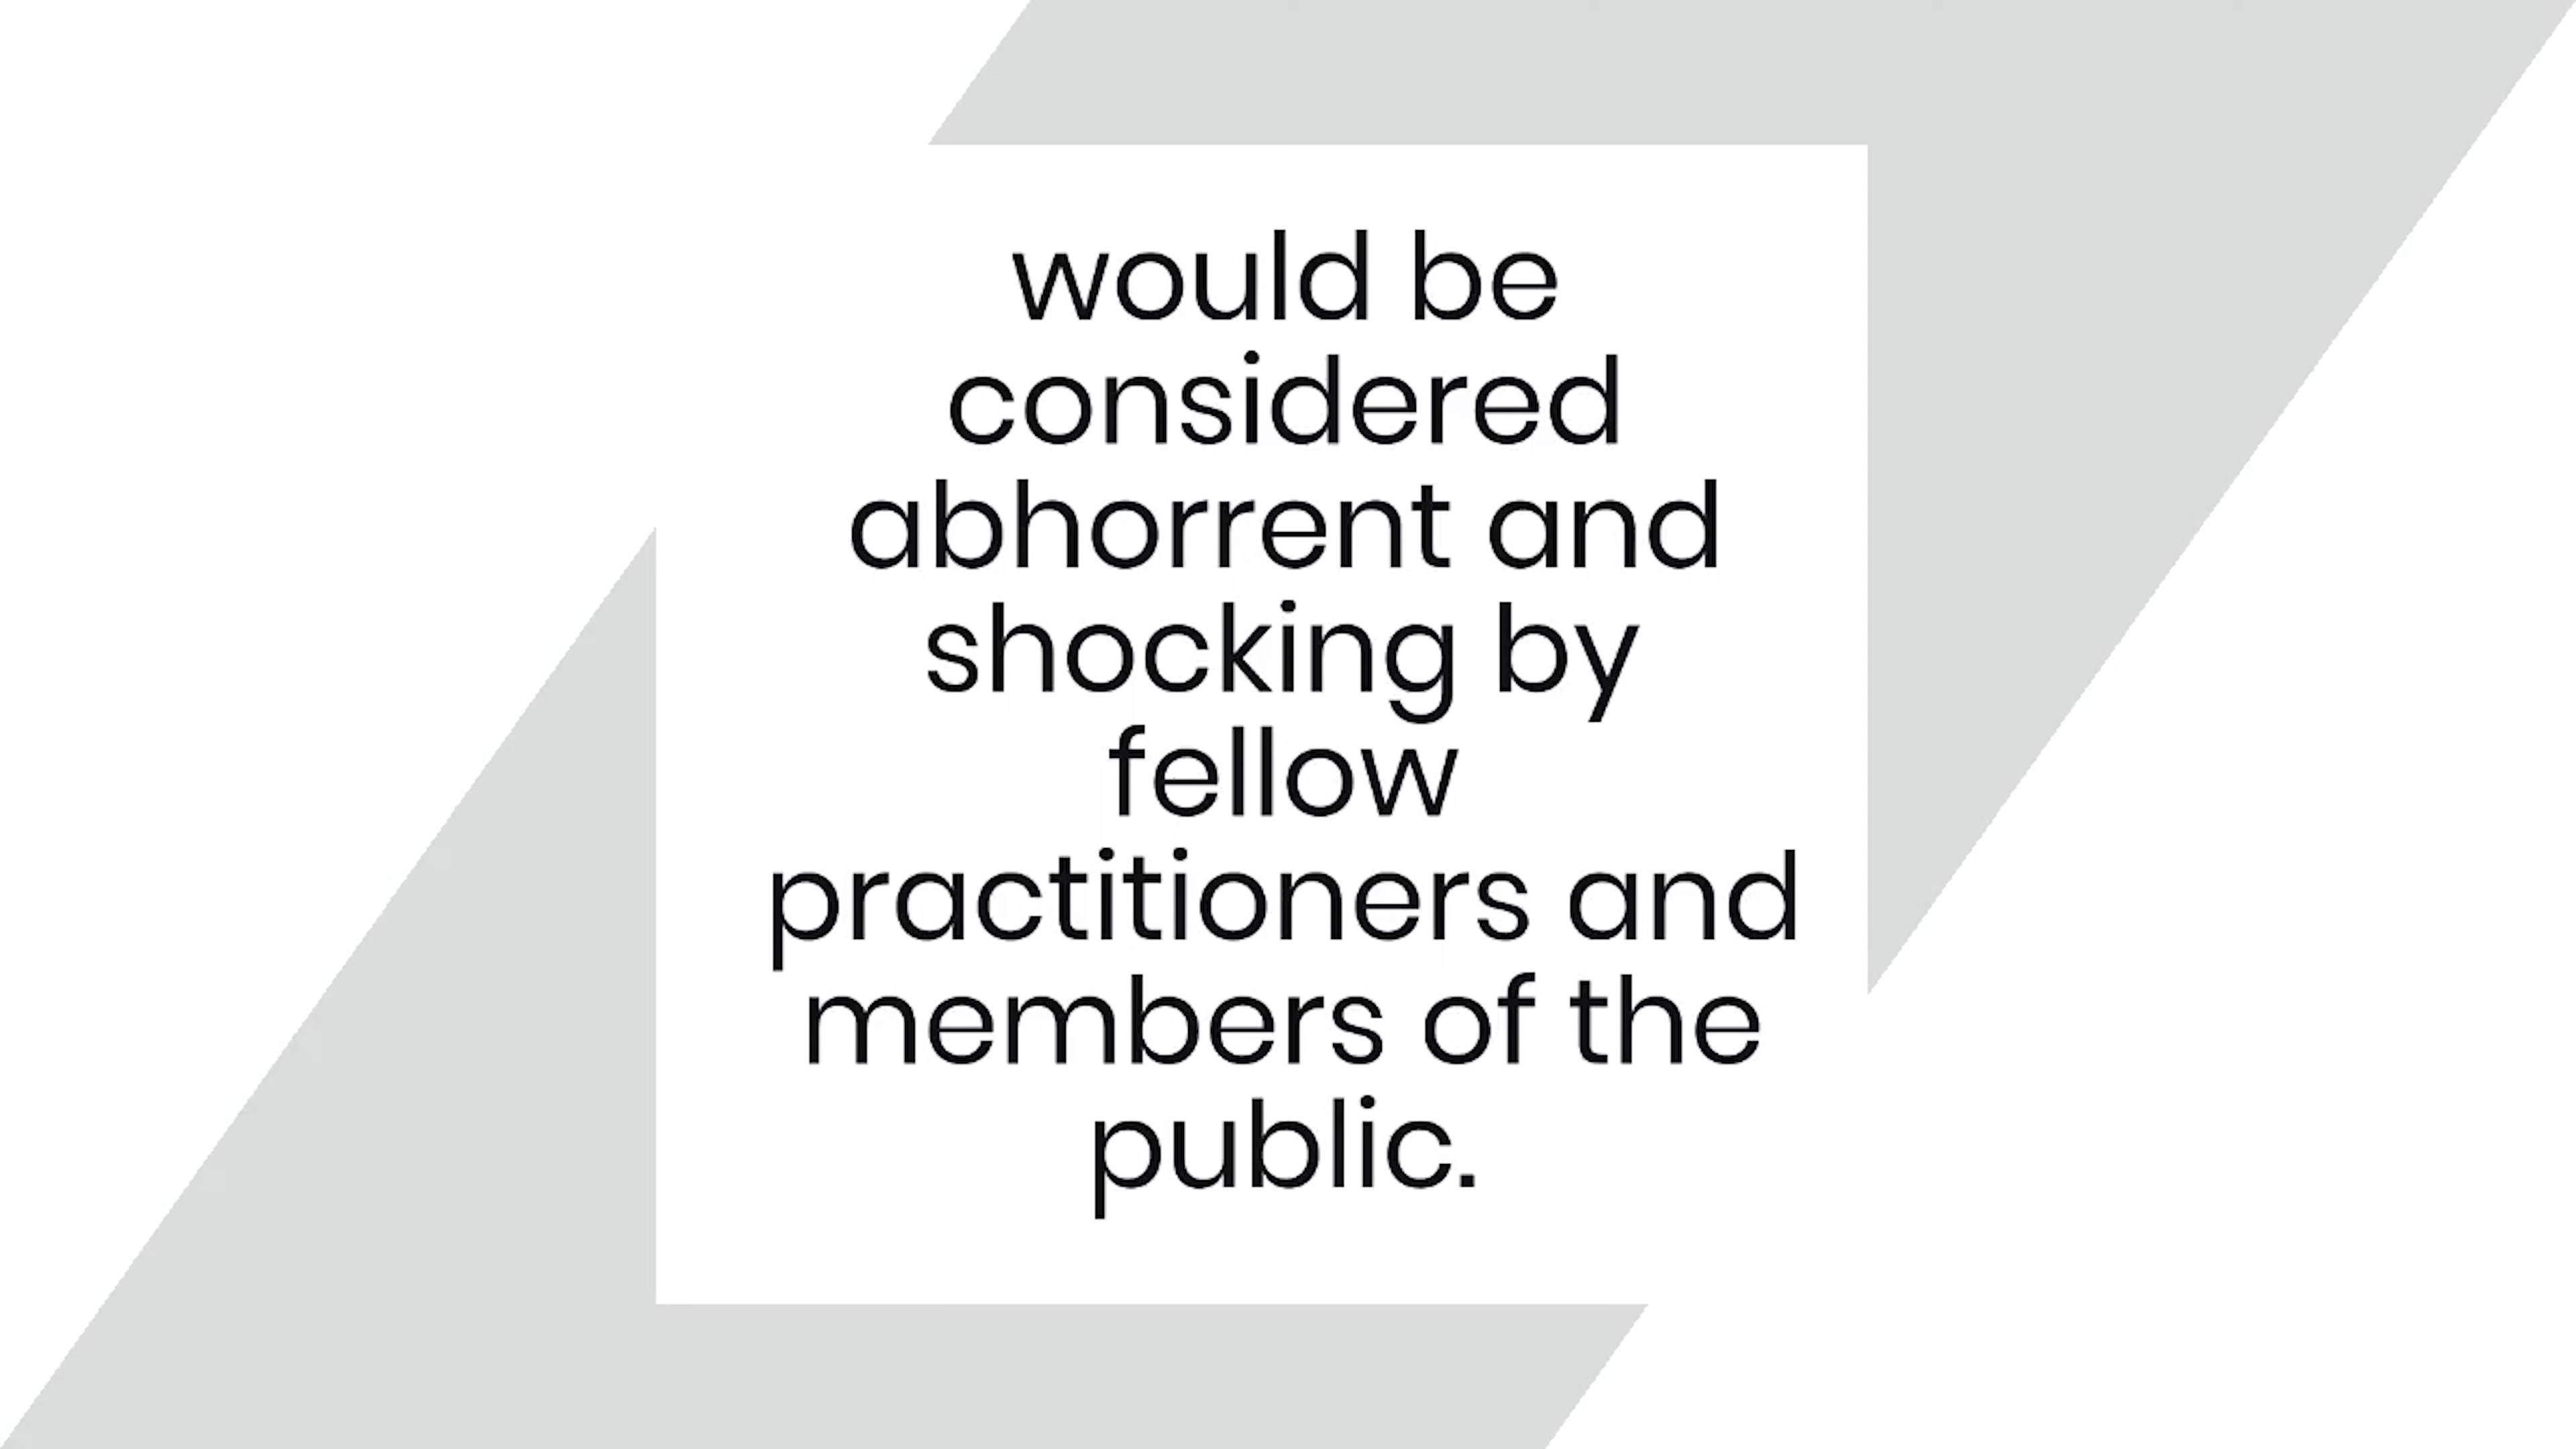 would be
considered
abhorrent and
shocking by
fellow
practitioners and
members of the
public.